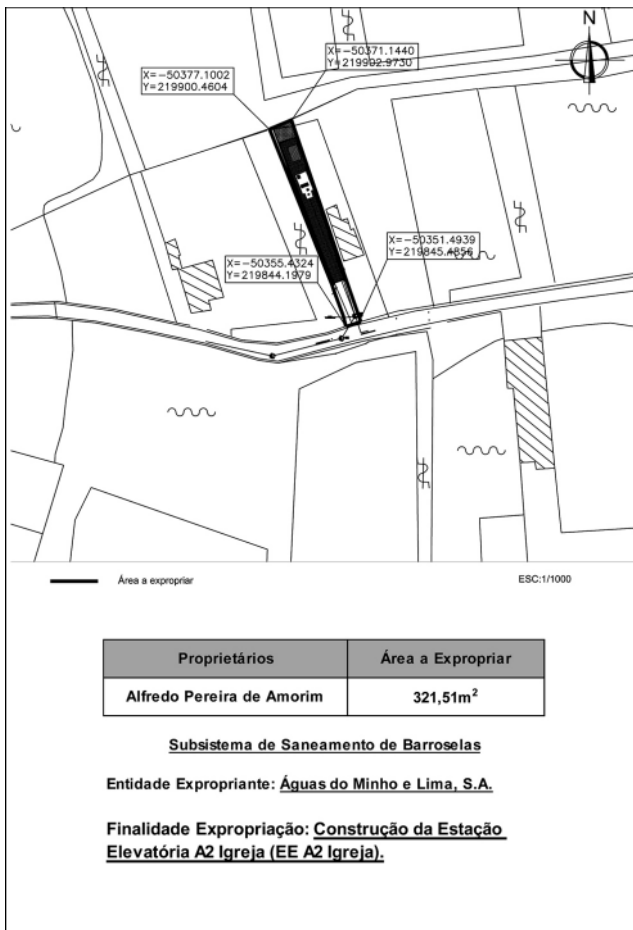 N
X=-50371.1440
Y=219902.9730
X=-50377.1002
Y=219900.4604
X=-50351.4939
Y=219845.4856
X=-50355.4324
Y=219844.1979
Área a expropriar
ESC:1/1000
Proprietários
Área a Expropriar
Alfredo Pereira de Amorim
321,51m²
Subsistema de Saneamento de Barroselas
Entidade Expropriante: Águas do Minho e Lima, S.A.
Finalidade Expropriação: Construção da Estação
Elevatória A2 Igreja (EE A2 Igreja).